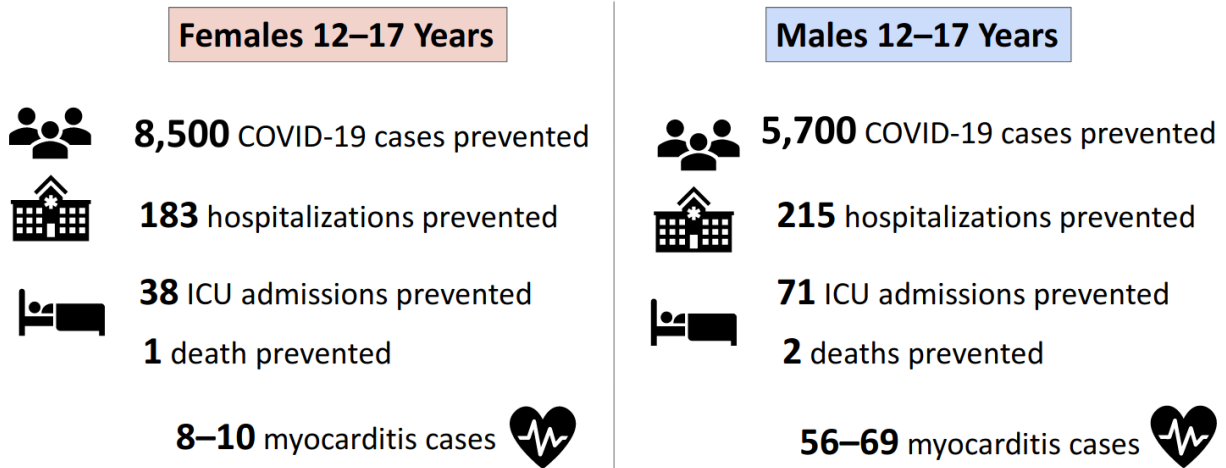 Females 12–17 Years
8,500 COVID-19 cases prevented
183 hospitalizations prevented
38 ICU admissions prevented
1 death prevented
8–10 myocarditis cases
Males 12–17 Years
5,700 COVID-19 cases prevented
215 hospitalizations prevented
71 ICU admissions prevented
2 deaths prevented
56–69 myocarditis cases